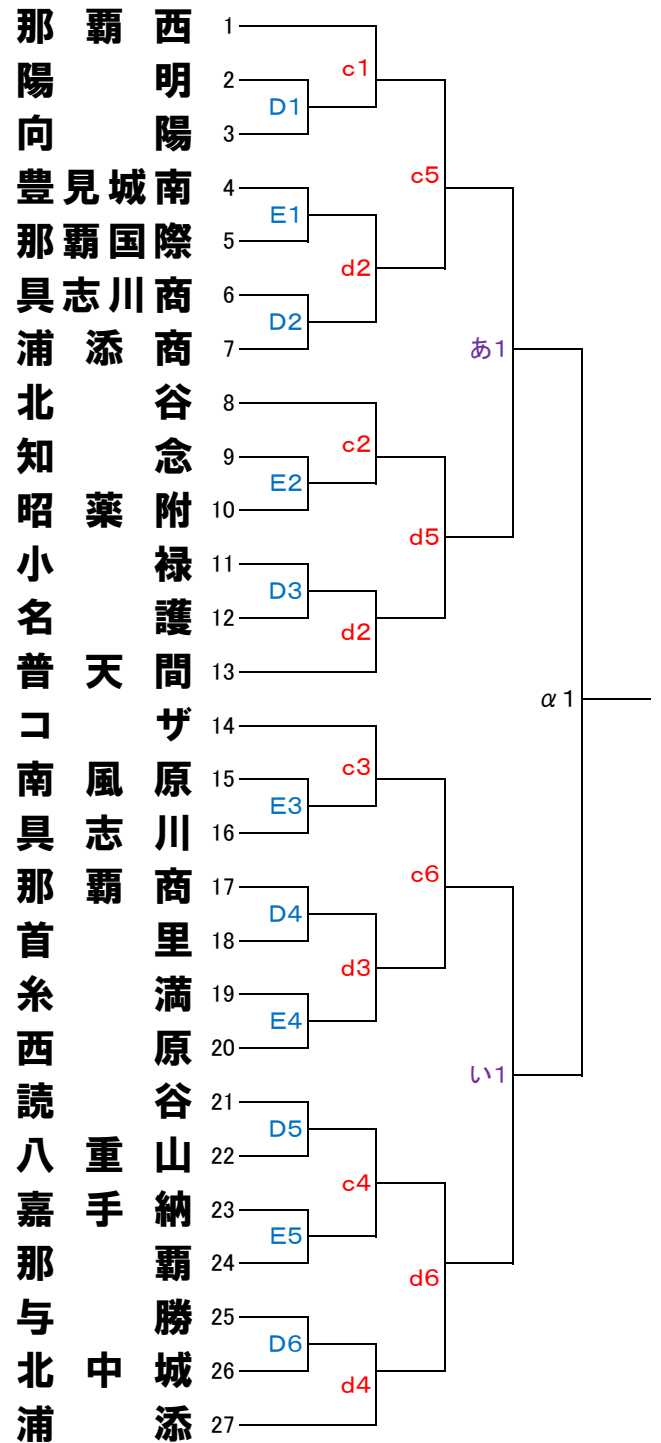 那覇西 1
c1
陽明 2
D1
向陽 3
c5
豊見城南 4
E1
那覇国際 5
d2
具志川商 6
D2
浦添商 7
あ1
北谷 8
c2
知念 9
E2
昭薬附 10
d5
小禄 11
D3
名護 12
d2
普天間 13
α1
コザ 14
c3
南風原 15
E3
具志川 16
c6
那覇商 17
D4
首里 18
d3
糸満 19
E4
西原 20
い1
読谷 21
D5
八重山 22
c4
嘉手納 23
E5
那覇 24
d6
与勝 25
D6
北中城 26
d4
浦添 27